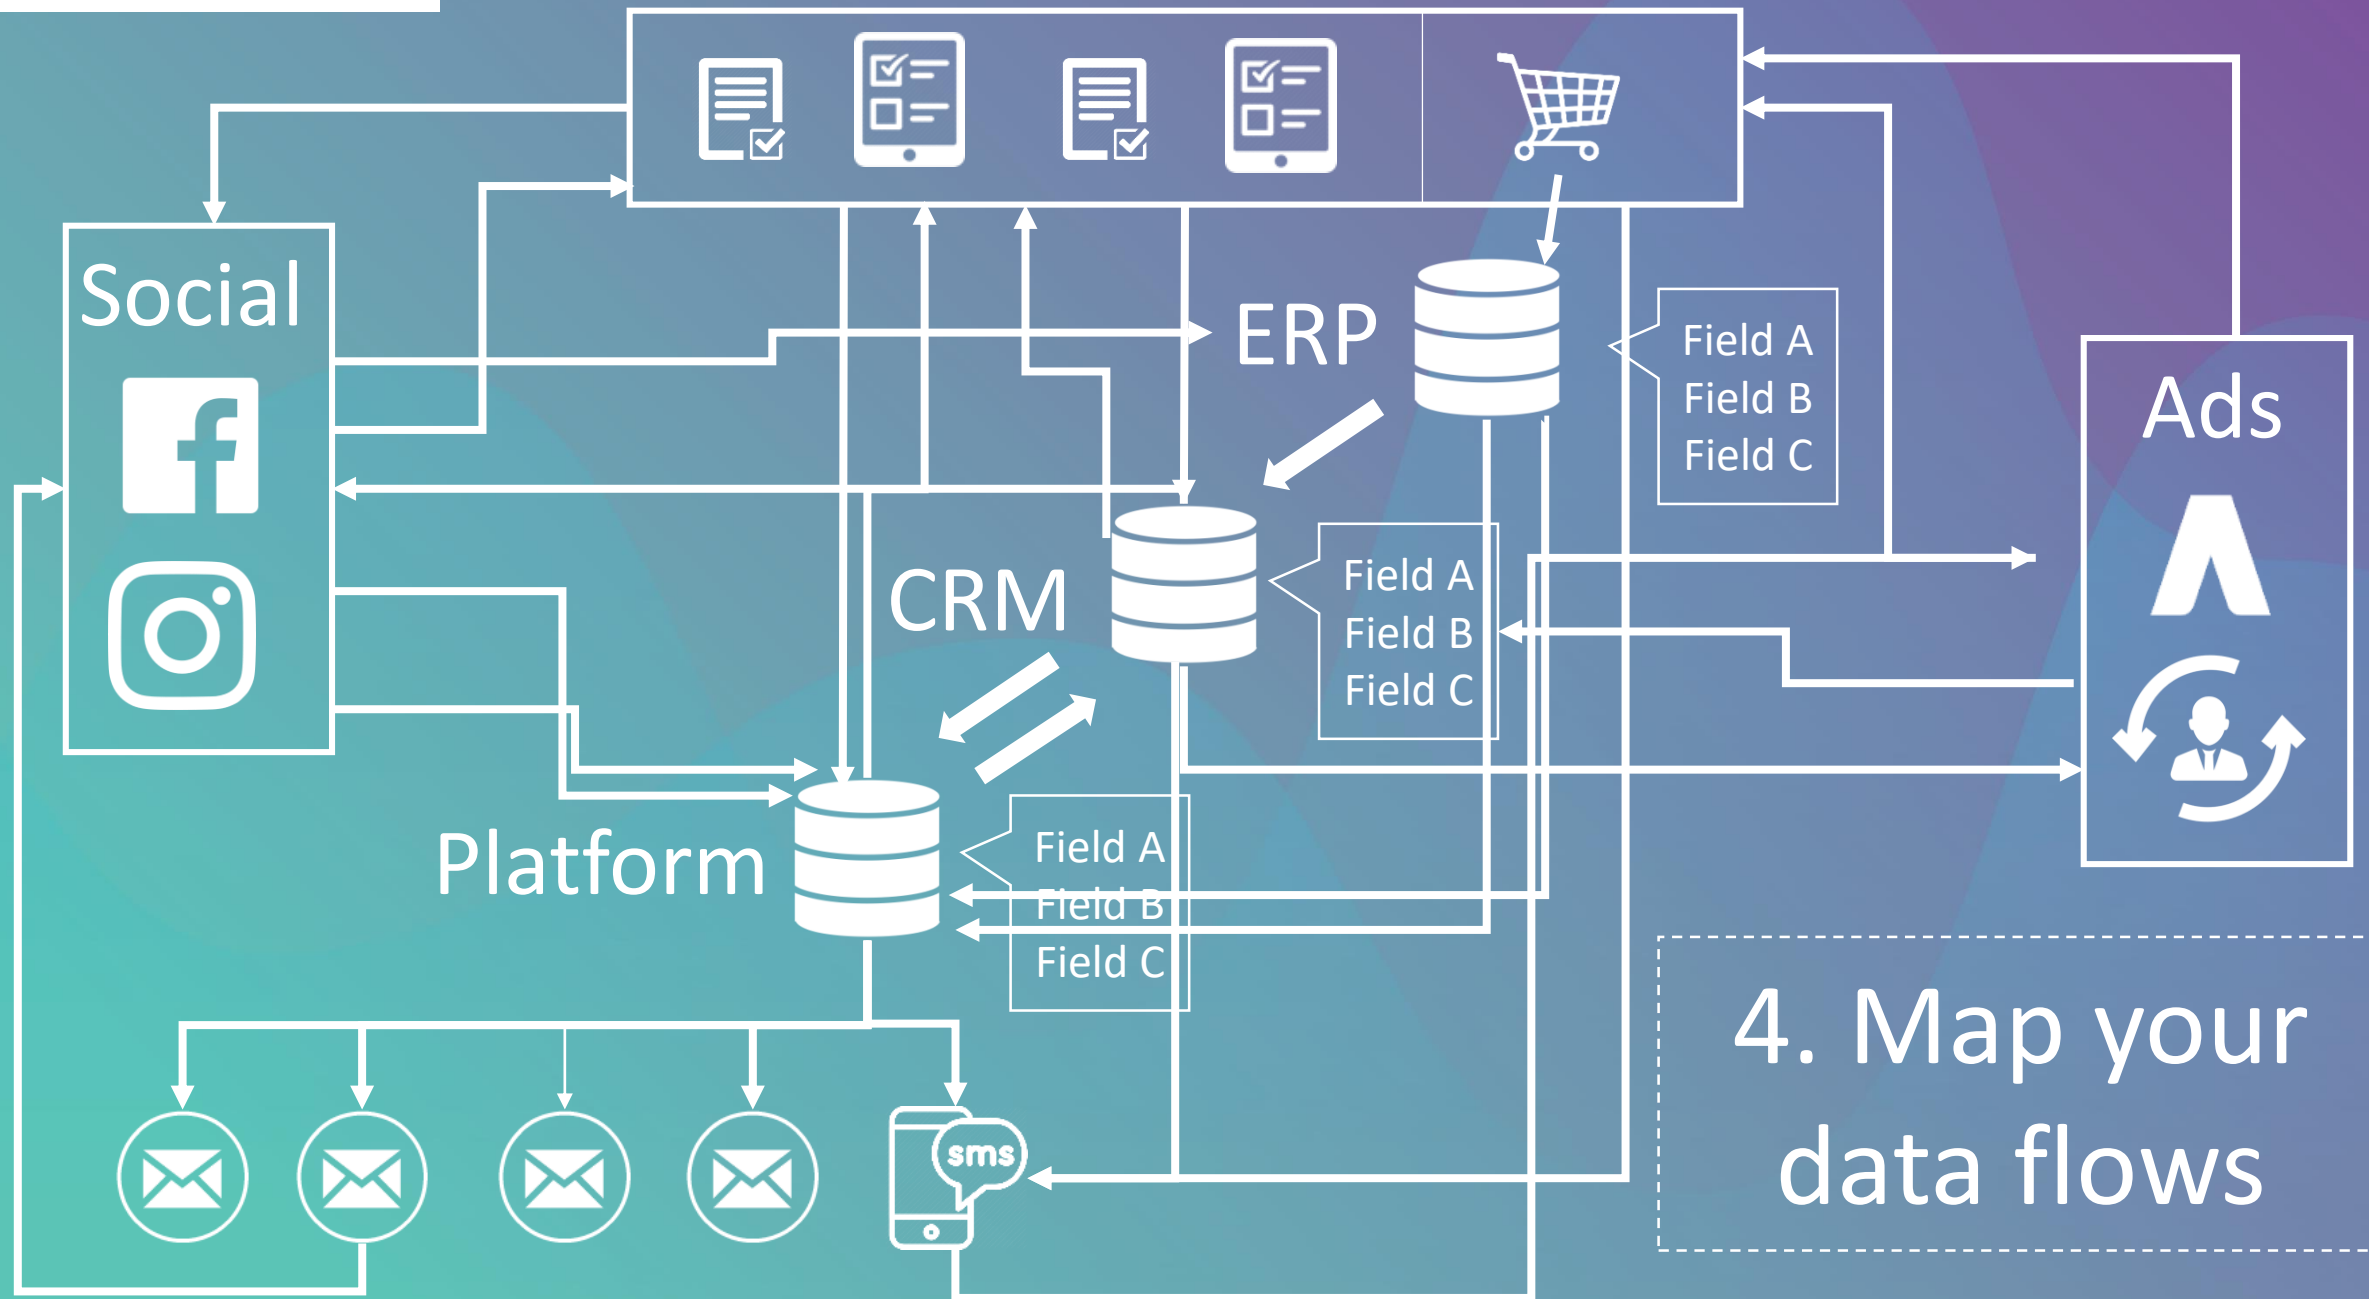 Social
ERP
Field A
Field B
Field C
Ads
CRM
Field A
Field B
Field C
Platform
Field A
Field B
Field C
sms
4. Map your
data flows